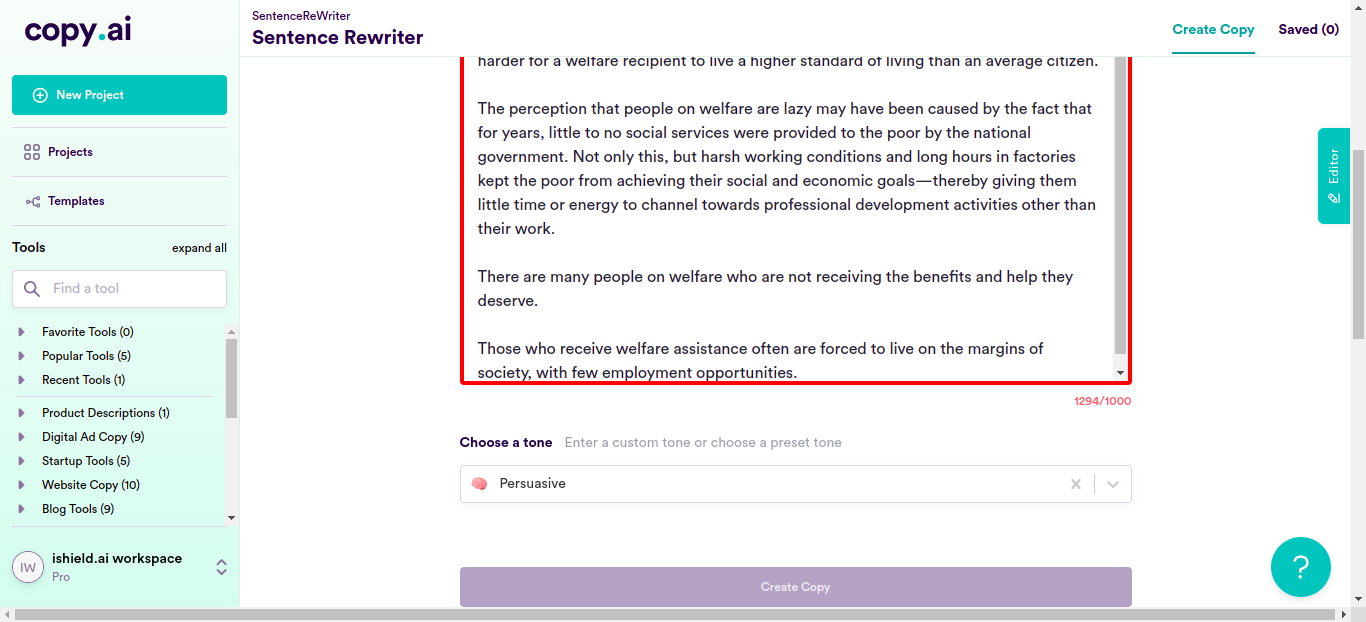 copy.ai
New Project
Projects
Templates
Tools
expand all
Find a tool
Favorite Tools (0)
Popular Tools (5)
Recent Tools (1)
Product Descriptions (1)
Digital Ad Copy (9)
Startup Tools (5)
Website Copy (10)
Blog Tools (9)
IW
ishield.ai workspace
Pro
SentenceReWriter
Sentence Rewriter
Create Copy
Saved (0)
harder for a welfare recipient to live a higher standard of living than an average citizen.
The perception that people on welfare are lazy may have been caused by the fact that
for years, little to no social services were provided to the poor by the national
government. Not only this, but harsh working conditions and long hours in factories
kept the poor from achieving their social and economic goals—thereby giving them
little time or energy to channel towards professional development activities other than
their work.
There are many people on welfare who are not receiving the benefits and help they
deserve.
Those who receive welfare assistance often are forced to live on the margins of
society, with few employment opportunities.
1294/1000
Choose a tone
Enter a custom tone or choose a preset tone
Persuasive
Create Copy
Editor
?